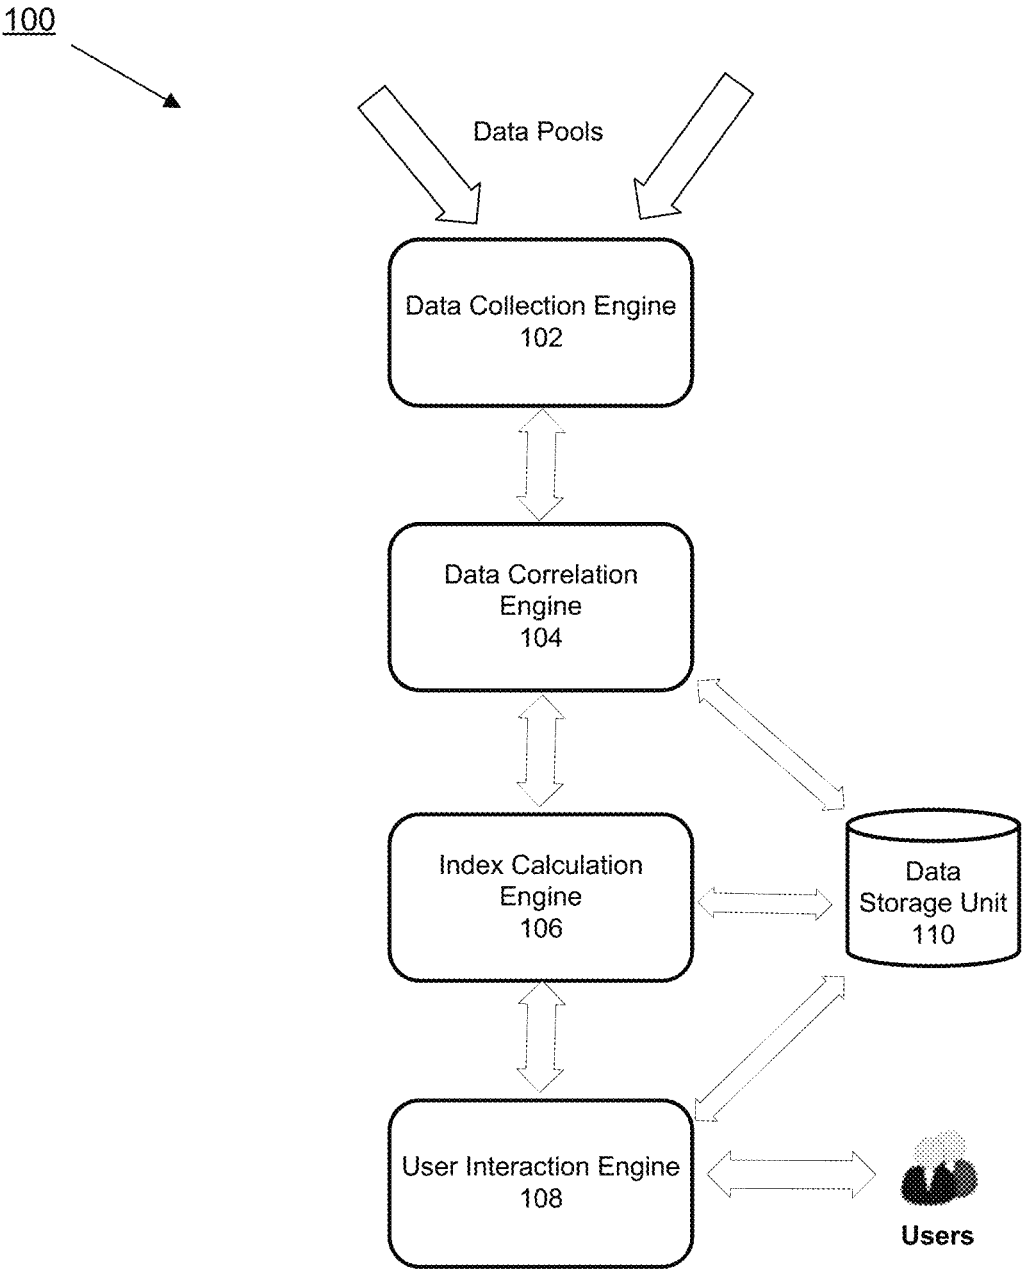 100
Data Pools
Data Collection Engine
102
Data Correlation
Engine
104
Index Calculation
Engine
106
Data
Storage Unit
110
User Interaction Engine
108
Users